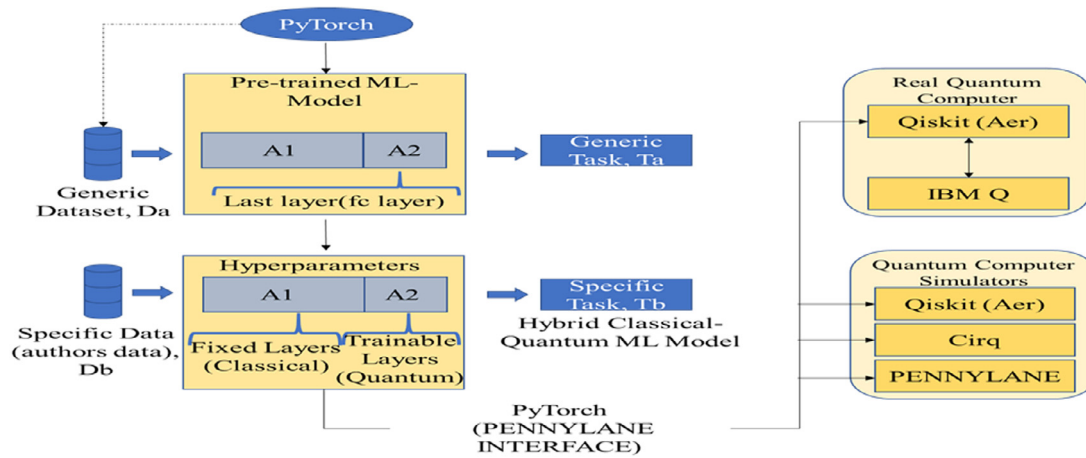 PyTorch
Pre-trained ML-
Model
A1
A2
Last layer(fc layer)
Generic
Dataset, Da
Generic
Task, Ta
Hyperparameters
A1
A2
Fixed Layers
(Classical)
Trainable
Layers
(Quantum)
Specific Data
(authors data),
Db
Specific
Task, Tb
Hybrid Classical-
Quantum ML Model
PyTorch
(PENNYLANE
INTERFACE)
Real Quantum
Computer
Qiskit (Aer)
IBM Q
Quantum Computer
Simulators
Qiskit (Aer)
Cirq
PENNYLANE